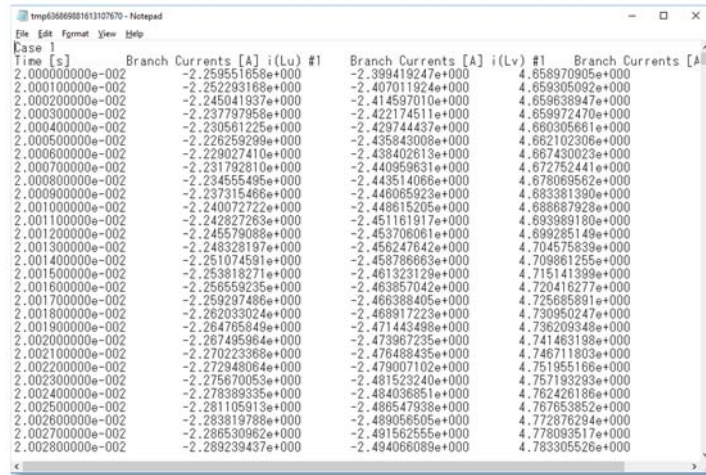 tmp636869881613107670 - Notepad
File Edit Format View Help
Case 1
Time [s] Branch Currents [A] i(Lu) #1 Branch Currents [A] i(Lv) #1 Branch Currents [A
2.000000000e-002 -2.259551658e+000 -2.399419247e+000 4.658970905e+000
2.000100000e-002 -2.252293168e+000 -2.407011924e+000 4.659305092e+000
2.000200000e-002 -2.245041937e+000 -2.414597010e+000 4.659638947e+000
2.000300000e-002 -2.237797958e+000 -2.422174511e+000 4.659972470e+000
2.000400000e-002 -2.230561225e+000 -2.429744437e+000 4.660305661e+000
2.000500000e-002 -2.226259299e+000 -2.435843008e+000 4.662102306e+000
2.000600000e-002 -2.229027410e+000 -2.438402613e+000 4.667430023e+000
2.000700000e-002 -2.231792810e+000 -2.440959631e+000 4.672752441e+000
2.000800000e-002 -2.234555495e+000 -2.443514066e+000 4.678069562e+000
2.000900000e-002 -2.237315466e+000 -2.446065923e+000 4.683381390e+000
2.001000000e-002 -2.240072722e+000 -2.448615205e+000 4.688687928e+000
2.001100000e-002 -2.242827263e+000 -2.451161917e+000 4.693989180e+000
2.001200000e-002 -2.245579088e+000 -2.453706061e+000 4.699285149e+000
2.001300000e-002 -2.248328197e+000 -2.456247642e+000 4.704575839e+000
2.001400000e-002 -2.251074591e+000 -2.458786663e+000 4.709861255e+000
2.001500000e-002 -2.253818271e+000 -2.461323129e+000 4.715141399e+000
2.001600000e-002 -2.256559235e+000 -2.463857042e+000 4.720416277e+000
2.001700000e-002 -2.259297486e+000 -2.466388405e+000 4.725685891e+000
2.001800000e-002 -2.262033024e+000 -2.468917223e+000 4.730950247e+000
2.001900000e-002 -2.264765849e+000 -2.471443498e+000 4.736209348e+000
2.002000000e-002 -2.267495964e+000 -2.473967235e+000 4.741463198e+000
2.002100000e-002 -2.270223368e+000 -2.476488435e+000 4.746711803e+000
2.002200000e-002 -2.272948064e+000 -2.479007102e+000 4.751955166e+000
2.002300000e-002 -2.275670053e+000 -2.481523240e+000 4.757193293e+000
2.002400000e-002 -2.278389335e+000 -2.484036851e+000 4.762426186e+000
2.002500000e-002 -2.281105913e+000 -2.486547938e+000 4.767653852e+000
2.002600000e-002 -2.283819788e+000 -2.489056505e+000 4.772876294e+000
2.002700000e-002 -2.286530962e+000 -2.491562555e+000 4.778093517e+000
2.002800000e-002 -2.289239437e+000 -2.494066089e+000 4.783305526e+000